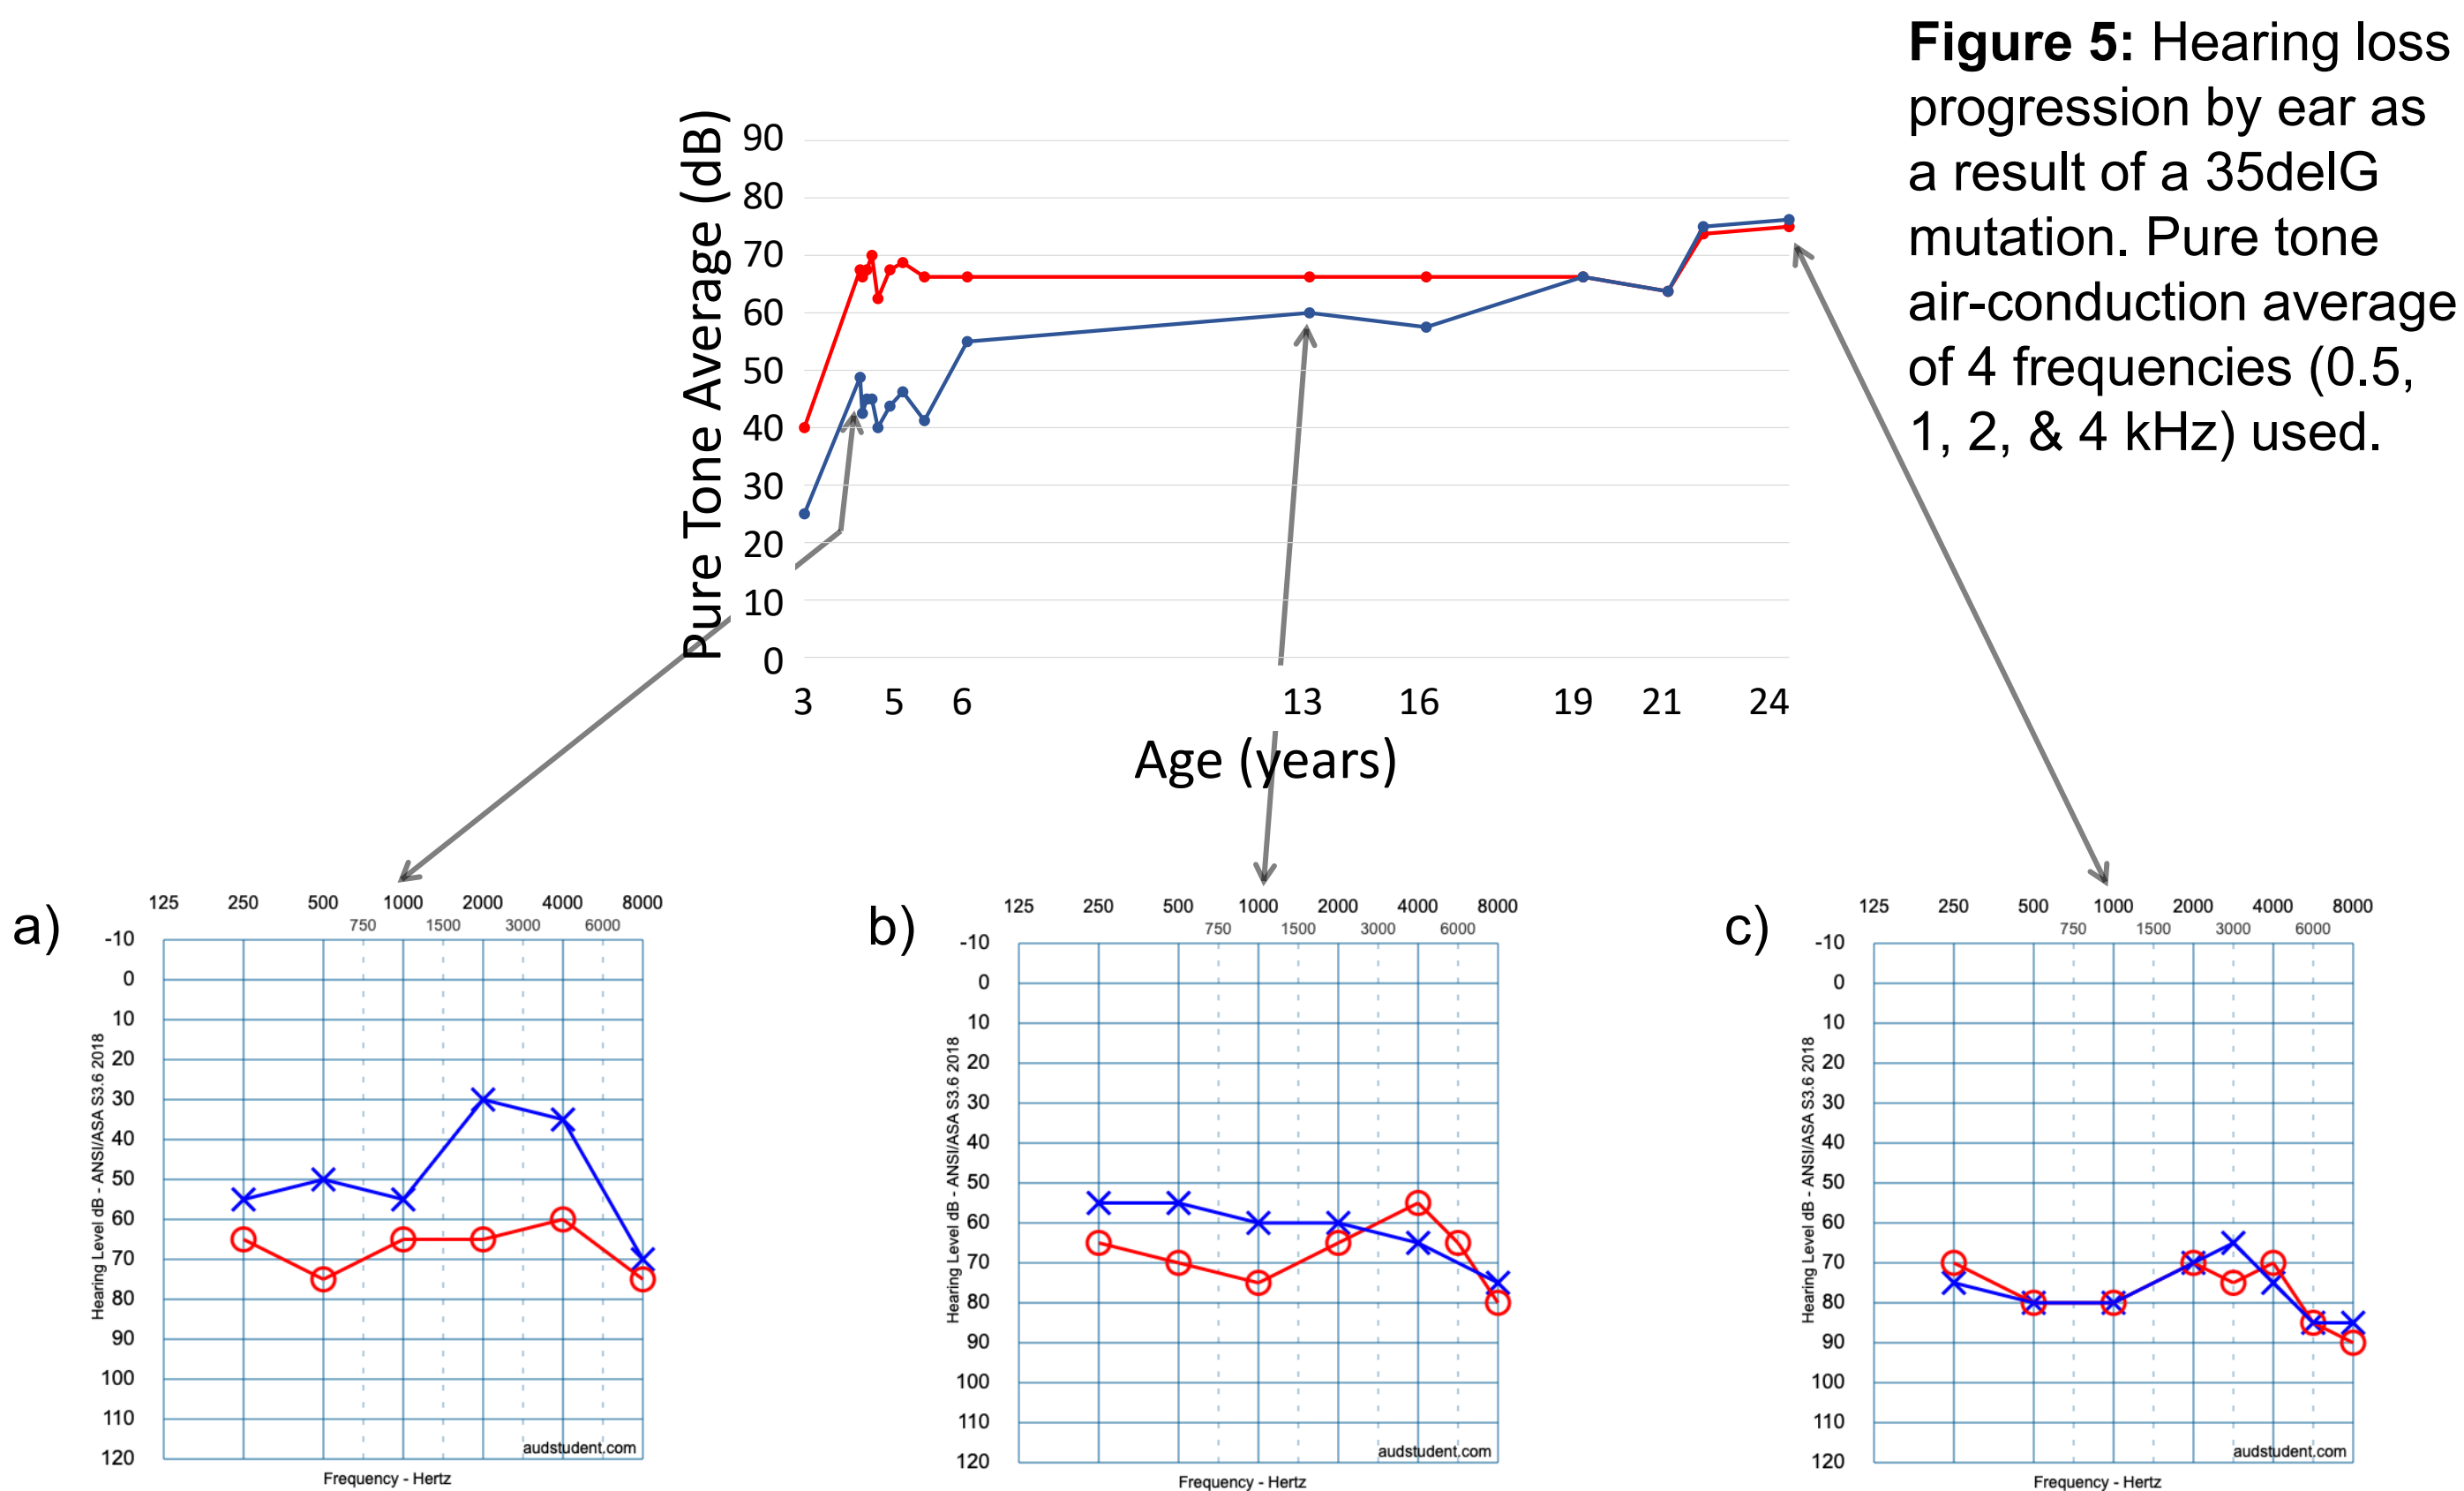 Figure 5: Hearing loss
progression by ear as
a result of a 35delG
mutation. Pure tone
air-conduction average
of 4 frequencies (0.5,
1, 2, & 4 kHz) used.
Pure Tone Average (dB)
90
80
70
60
50
40
30
20
10
0
3 5 6 13 16 19 21 24
Age (years)
a)
125 250 500 1000 2000 4000 8000
750 1500 3000 6000
-10
0
10
20
30
40
50
60
70
80
90
100
110
120
Hearing Level dB - ANSI/ASA S3.6 2018
audstudent.com
Frequency - Hertz
b)
125 250 500 1000 2000 4000 8000
750 1500 3000 6000
-10
0
10
20
30
40
50
60
70
80
90
100
110
120
Hearing Level dB - ANSI/ASA S3.6 2018
audstudent.com
Frequency - Hertz
c)
125 250 500 1000 2000 4000 8000
750 1500 3000 6000
-10
0
10
20
30
40
50
60
70
80
90
100
110
120
Hearing Level dB - ANSI/ASA S3.6 2018
audstudent.com
Frequency - Hertz